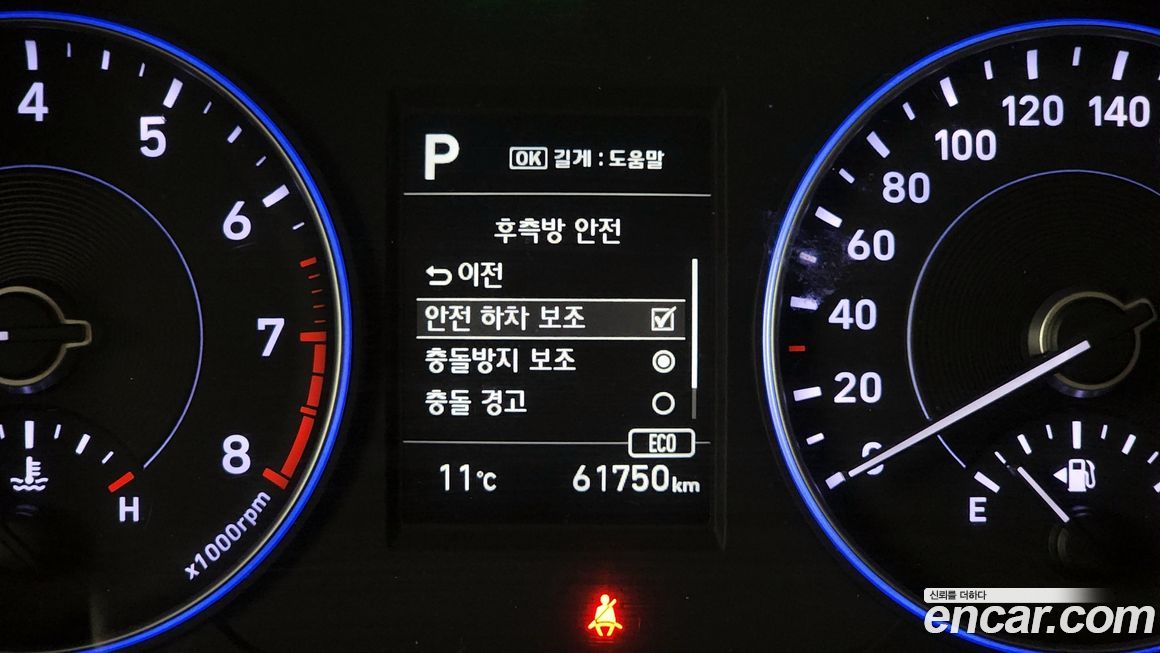 4
5
6
7
8
x1000rpm
H
P
OK 길게 : 도움말
후측방 안전
이전
안전 하차 보조
충돌방지 보조
충돌 경고
ECO
11℃
61750km
0
20
40
60
80
100
120
140
E
신뢰를 더하다
encar.com